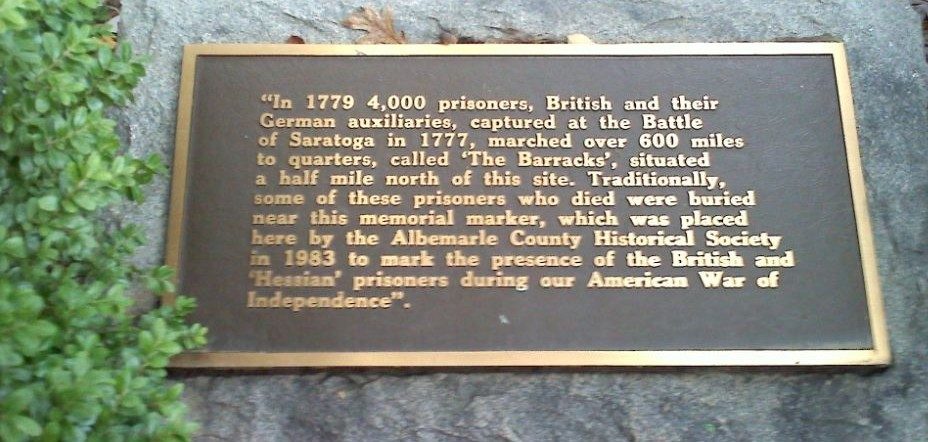 “In 1779 4,000 prisoners, British and their
German auxiliaries, captured at the Battle
of Saratoga in 1777, marched over 600 miles
to quarters, called ‘The Barracks’, situated
a half mile north of this site. Traditionally,
some of these prisoners who died were buried
near this memorial marker, which was placed
here by the Albemarle County Historical Society
in 1983 to mark the presence of the British and
‘Hessian’ prisoners during our American War of
Independence”.